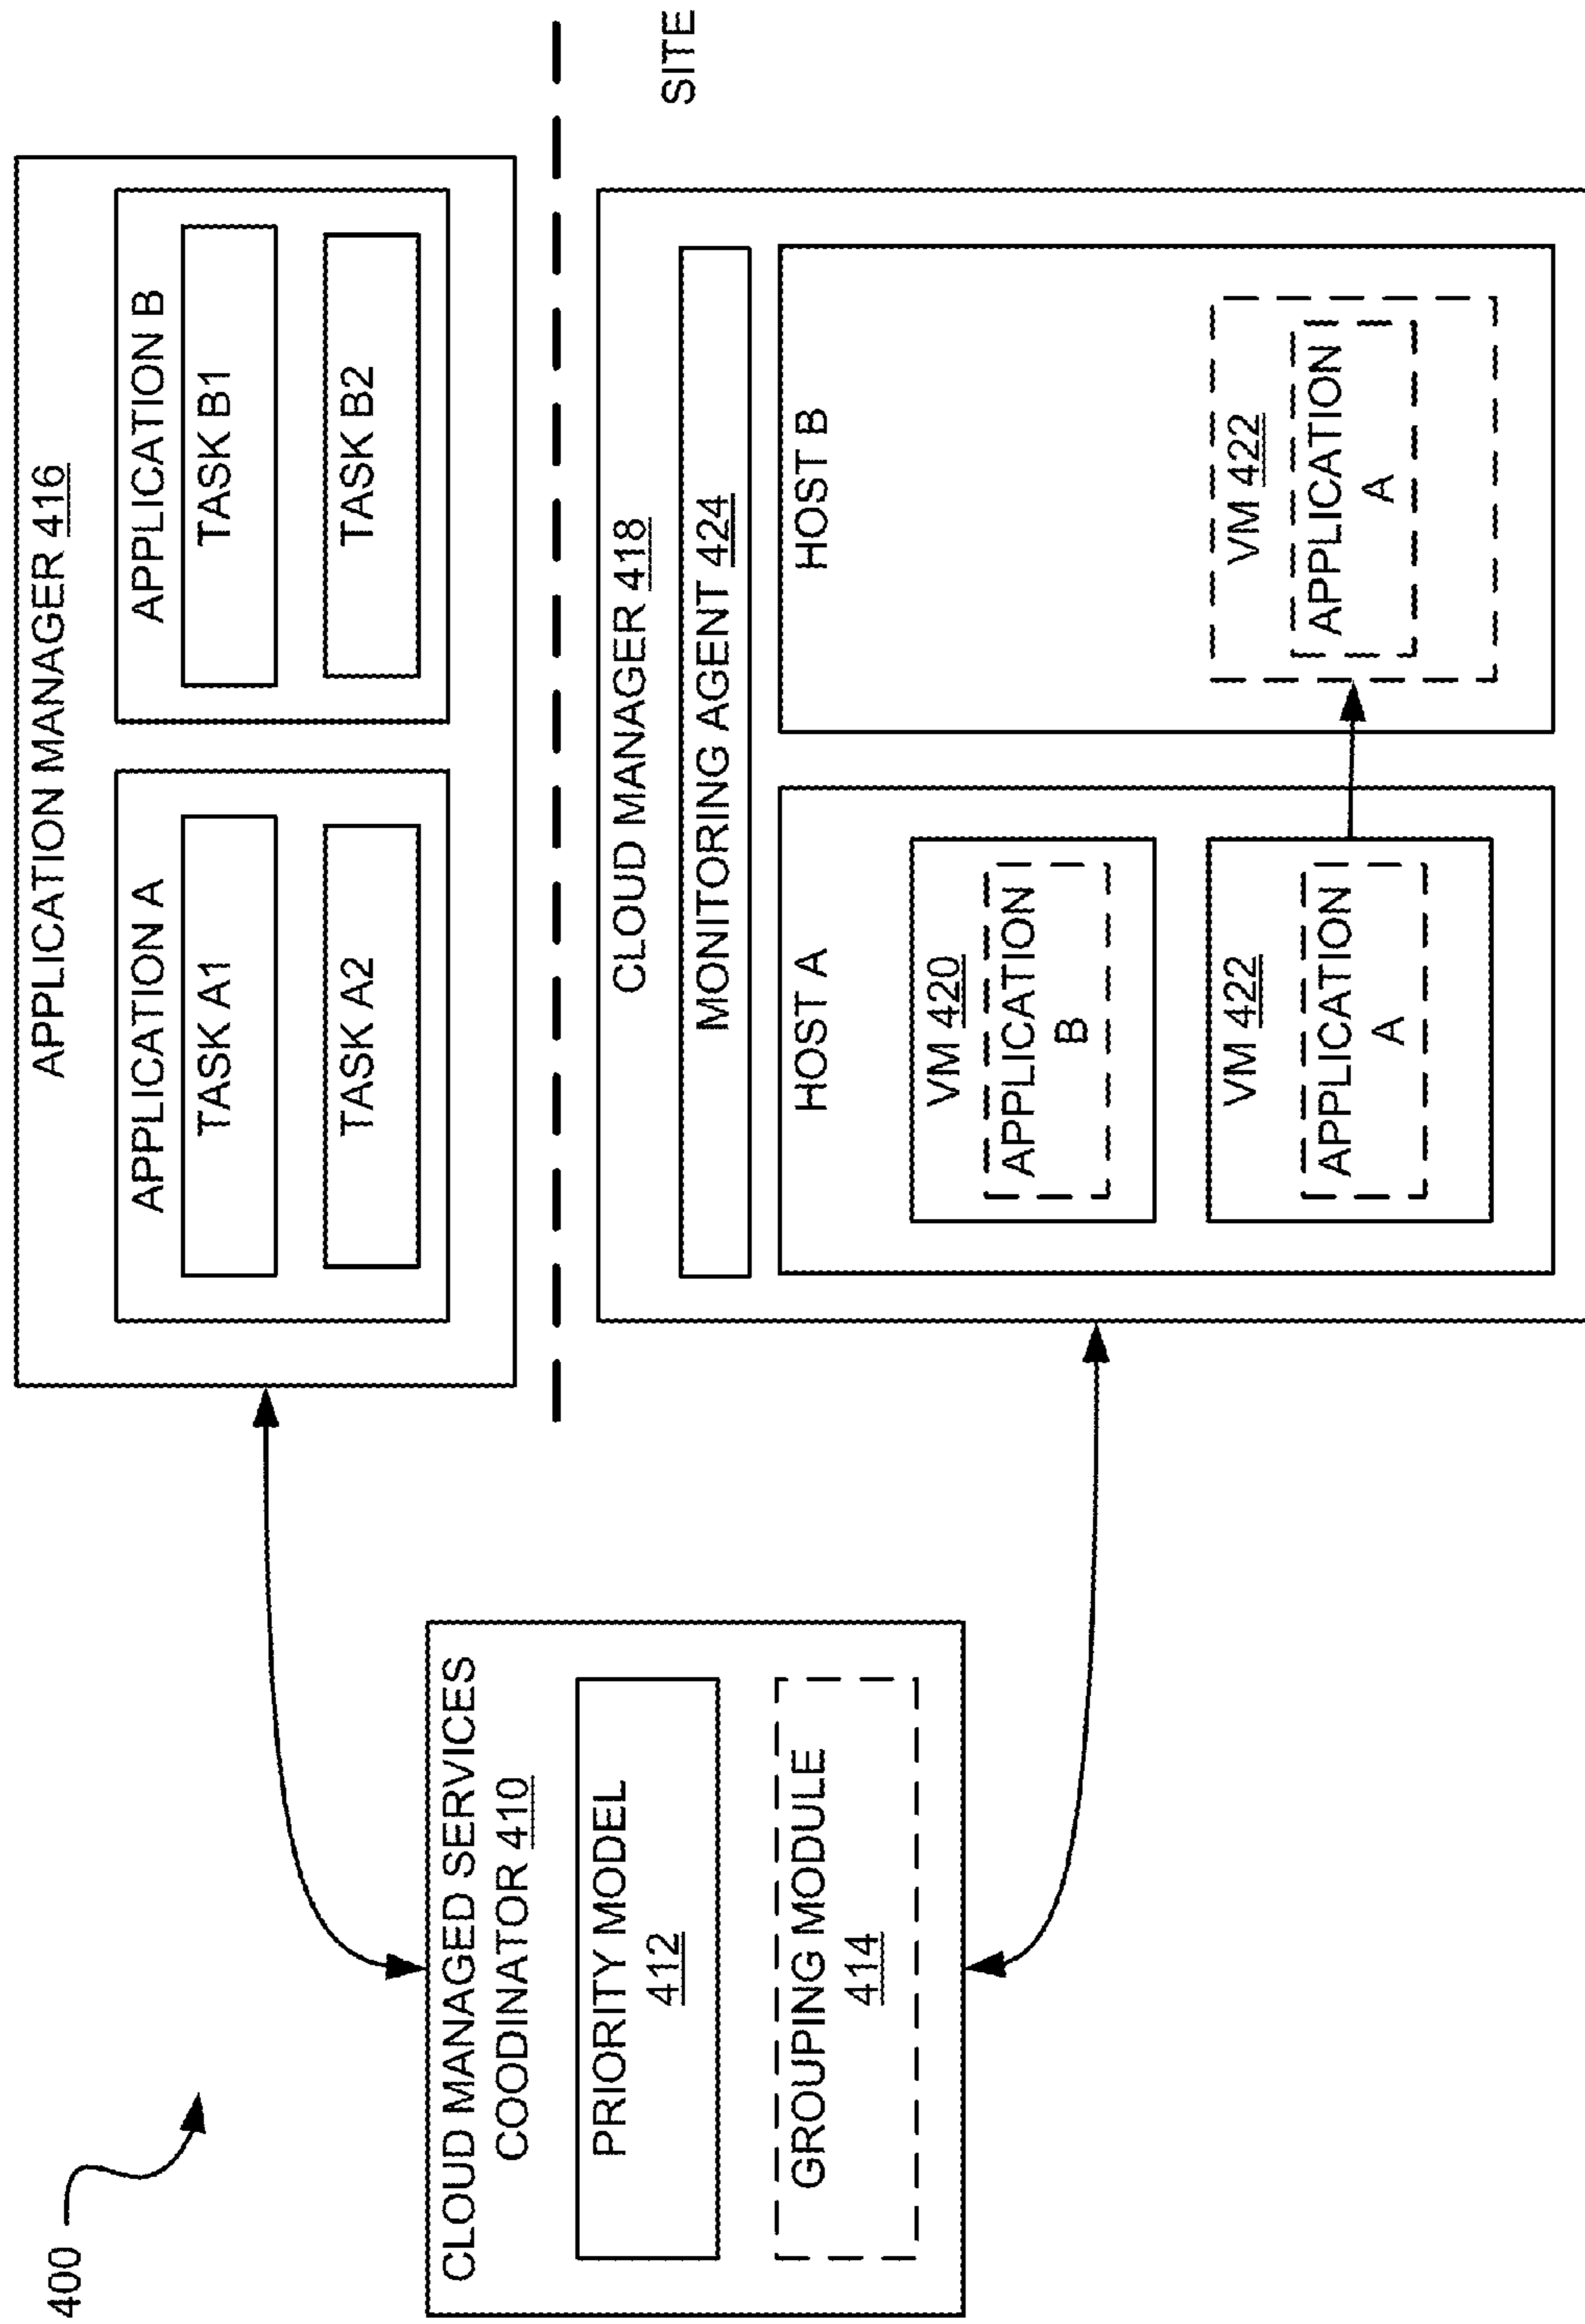 400
CLOUD MANAGED SERVICES
COODINATOR 410
PRIORITY MODEL
412
GROUPING MODULE
414
APPLICATION MANAGER 416
APPLICATION A
TASK A1
TASK A2
APPLICATION B
TASK B1
TASK B2
SITE
CLOUD MANAGER 418
MONITORING AGENT 424
HOST A
VM 420
APPLICATION
B
VM 422
APPLICATION
A
HOST B
VM 422
APPLICATION
A